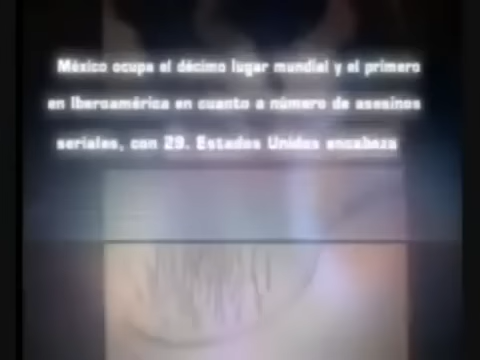 México ocupa el décimo lugar mundial y el primero
en Iberoamérica en cuanto a número de asesinos
seriales, con 29. Estados Unidos encabeza